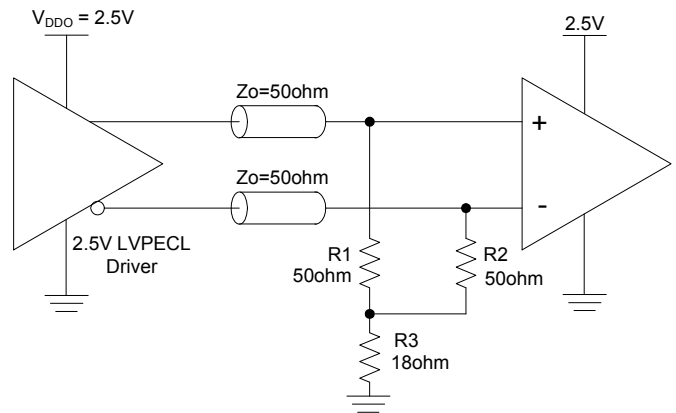 V_DDO = 2.5V
2.5V
Zo=50ohm
+
Zo=50ohm
-
2.5V LVPECL
Driver
R1
50ohm
R2
50ohm
R3
18ohm